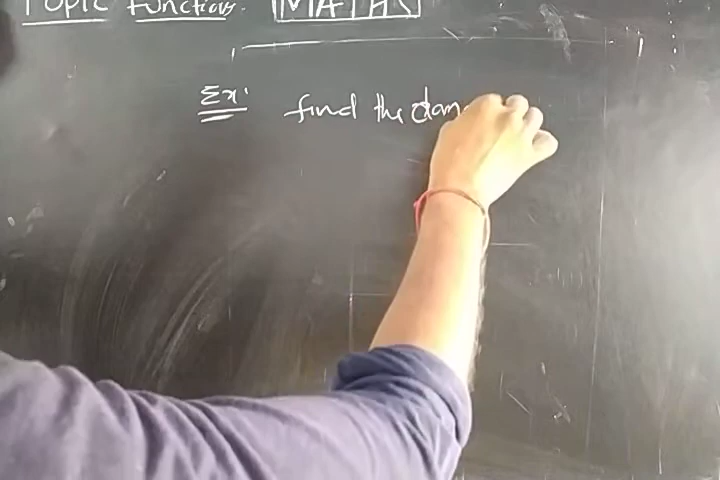 Topic Functions. MATHS
Ex. find the dom